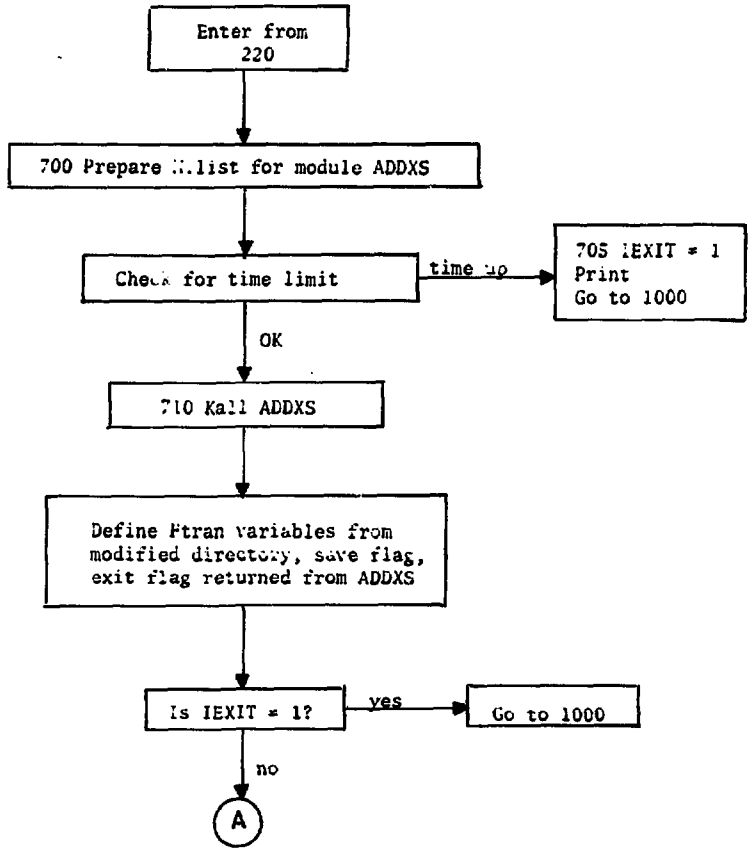 Enter from
220
700 Prepare list for module ADDXS
Check for time limit
time up
705 IEXIT = 1
Print
Go to 1000
OK
710 Kall ADDXS
Define Ftran variables from
modified directory, save flag,
exit flag returned from ADDXS
Is IEXIT = 1?
yes
Go to 1000
no
A